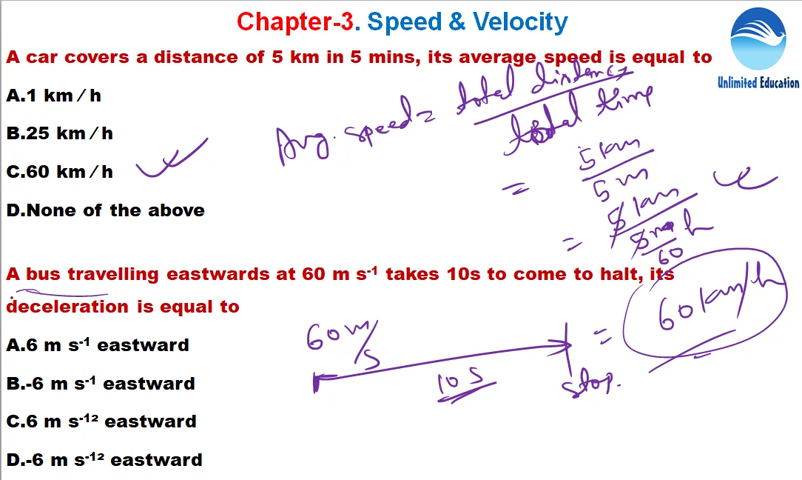 Chapter-3. Speed & Velocity
Unlimited Education
A car covers a distance of 5 km in 5 mins, its average speed is equal to
A.1 km/h
B.25 km/h
C.60 km/h
D.None of the above
Avg. speed = total distance
total time
= 5 km
5 m
= 5 km
5 h
60
= 60 km/h
A bus travelling eastwards at 60 m s-¹ takes 10s to come to halt, its
deceleration is equal to
A.6 m s-¹ eastward
B.-6 m s-¹ eastward
C.6 m s-¹² eastward
D.-6 m s-¹² eastward
60 m/s
10 s
stop.